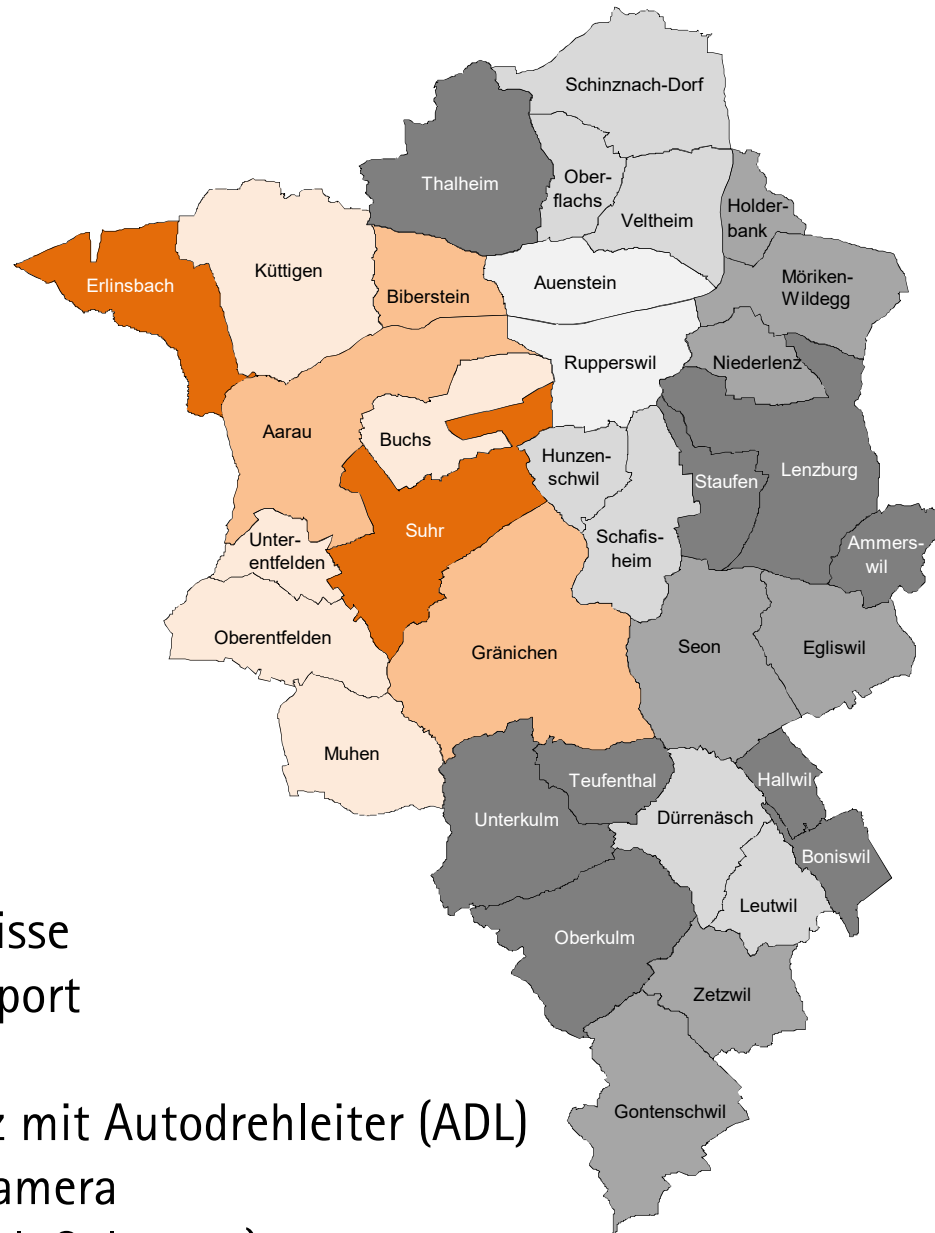 Schinznach-Dorf
Thalheim
Ober-
flachs
Veltheim
Holder-
bank
Küttigen
Erlinsbach
Biberstein
Auenstein
Möriken-
Wildegg
Rupperswil
Niederlenz
Aarau
Buchs
Hunzen-
schwil
Staufen
Lenzburg
Suhr
Unter-
entfelden
Schafis-
heim
Ammers-
wil
Oberentfelden
Gränichen
Seon
Egliswil
Muhen
Teufenthal
Hallwil
Unterkulm
Dürrenäsch
Boniswil
Leutwil
Oberkulm
Zetzwil
Gontenschwil
isse
port
z mit Autodrehleiter (ADL)
amera